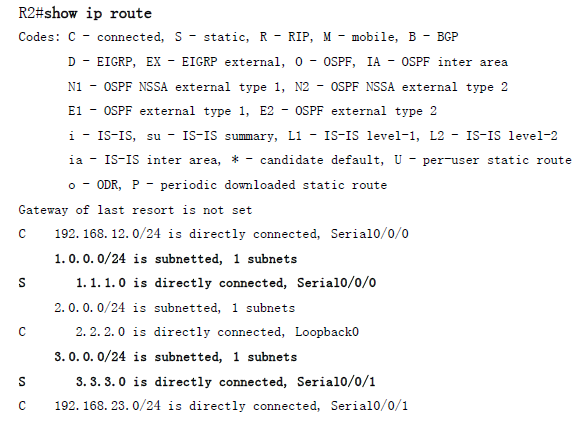 R2#show ip route
Codes: C - connected, S - static, R - RIP, M - mobile, B - BGP
D - EIGRP, EX - EIGRP external, O - OSPF, IA - OSPF inter area
N1 - OSPF NSSA external type 1, N2 - OSPF NSSA external type 2
E1 - OSPF external type 1, E2 - OSPF external type 2
i - IS-IS, su - IS-IS summary, L1 - IS-IS level-1, L2 - IS-IS level-2
ia - IS-IS inter area, * - candidate default, U - per-user static route
o - ODR, P - periodic downloaded static route
Gateway of last resort is not set
C 192.168.12.0/24 is directly connected, Serial0/0/0
1.0.0.0/24 is subnetted, 1 subnets
S 1.1.1.0 is directly connected, Serial0/0/0
2.0.0.0/24 is subnetted, 1 subnets
C 2.2.2.0 is directly connected, Loopback0
3.0.0.0/24 is subnetted, 1 subnets
S 3.3.3.0 is directly connected, Serial0/0/1
C 192.168.23.0/24 is directly connected, Serial0/0/1